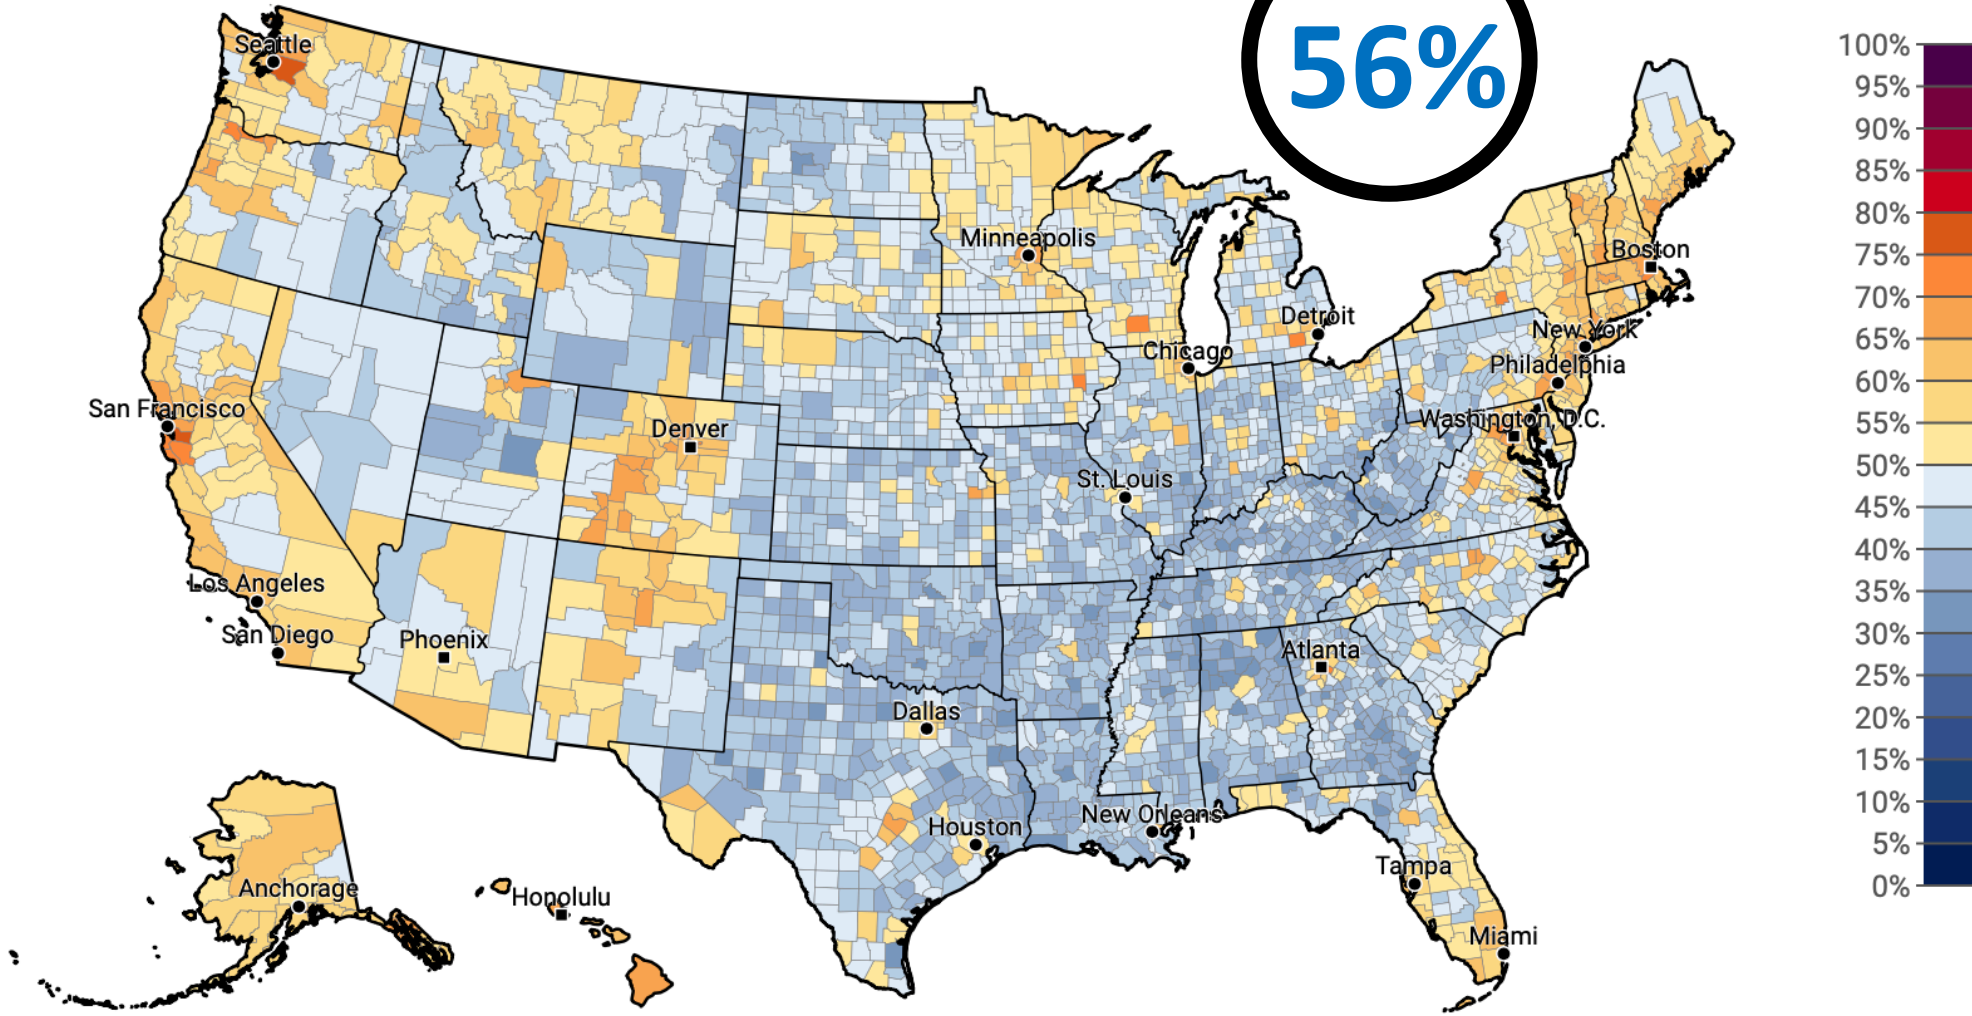 56%
Seattle
Minneapolis
Boston
Detroit
New York
Chicago
Philadelphia
San Francisco
Washington, D.C.
Denver
St. Louis
Los Angeles
San Diego
Phoenix
Atlanta
Dallas
New Orleans
Houston
Tampa
Anchorage
Honolulu
Miami
100%
95%
90%
85%
80%
75%
70%
65%
60%
55%
50%
45%
40%
35%
30%
25%
20%
15%
10%
5%
0%